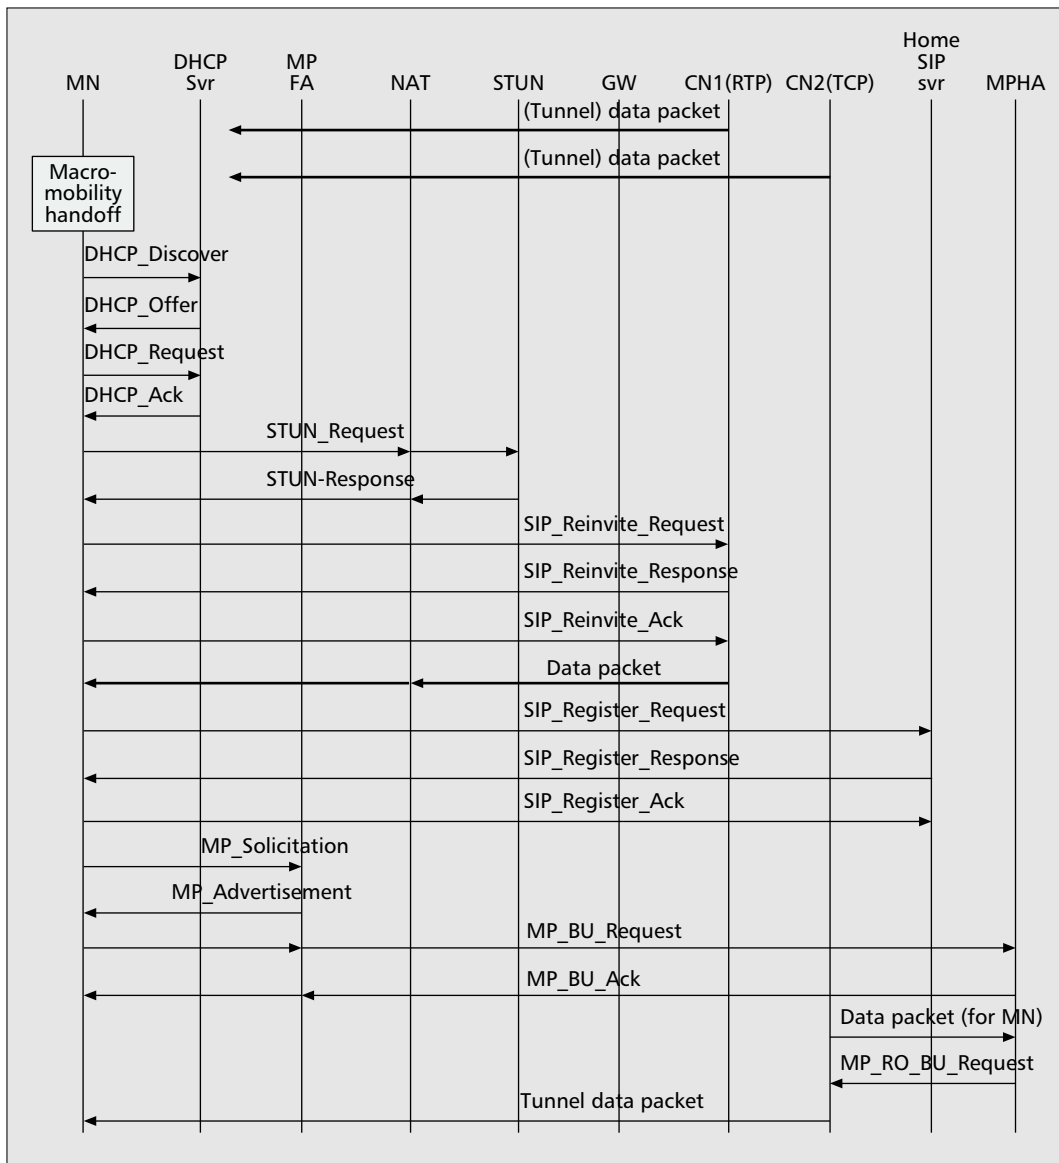 MN
DHCP
Svr
MP
FA
NAT
STUN
GW
CN1(RTP)
CN2(TCP)
Home
SIP
svr
MPHA
(Tunnel) data packet
(Tunnel) data packet
Macro-
mobility
handoff
DHCP_Discover
DHCP_Offer
DHCP_Request
DHCP_Ack
STUN_Request
STUN-Response
SIP_Reinvite_Request
SIP_Reinvite_Response
SIP_Reinvite_Ack
Data packet
SIP_Register_Request
SIP_Register_Response
SIP_Register_Ack
MP_Solicitation
MP_Advertisement
MP_BU_Request
MP_BU_Ack
Data packet (for MN)
MP_RO_BU_Request
Tunnel data packet